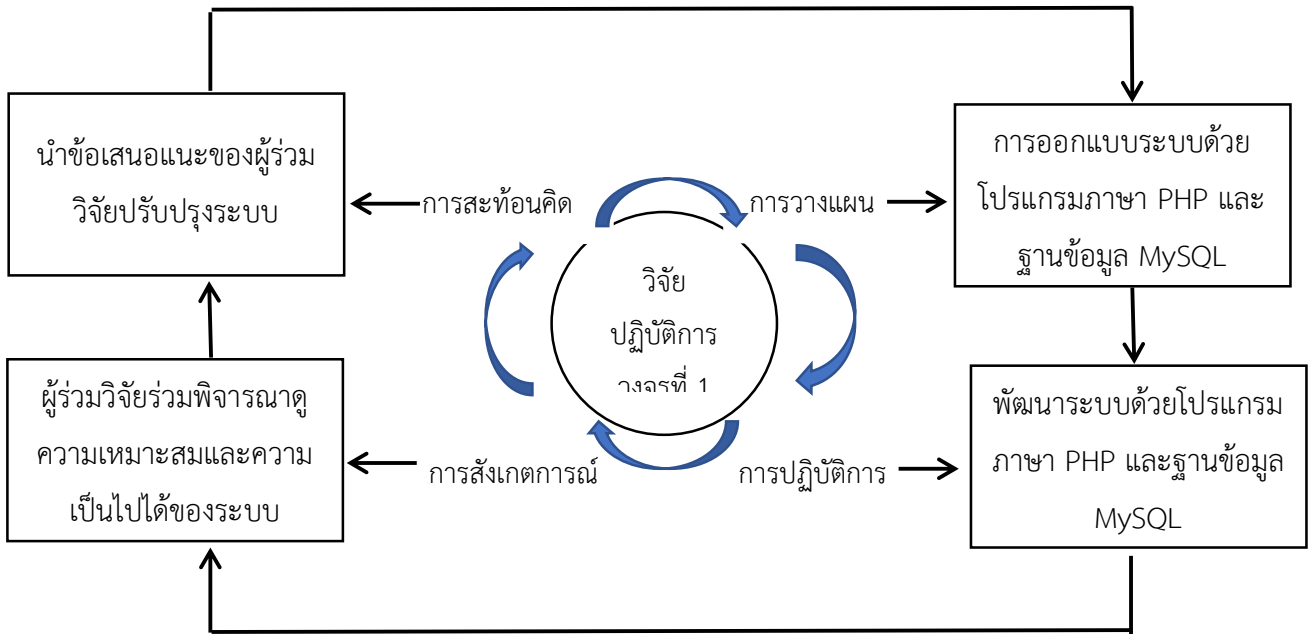 นำข้อเสนอแนะของผู้ร่วม
วิจัยปรับปรุงระบบ
การสะท้อนคิด
การวางแผน
การออกแบบระบบด้วย
โปรแกรมภาษา PHP และ
ฐานข้อมูล MySQL
วิจัย
ปฏิบัติการ
วงจรที่ 1
ผู้ร่วมวิจัยร่วมพิจารณาดู
ความเหมาะสมและความ
เป็นไปได้ของระบบ
การสังเกตการณ์
การปฏิบัติการ
พัฒนาระบบด้วยโปรแกรม
ภาษา PHP และฐานข้อมูล
MySQL